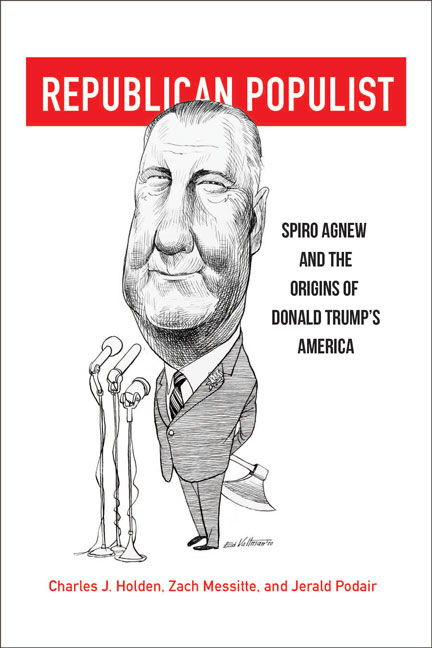 REPUBLICAN POPULIST
SPIRO AGNEW
AND THE
ORIGINS OF
DONALD TRUMP'S
AMERICA
Charles J. Holden, Zach Messitte, and Jerald Podair